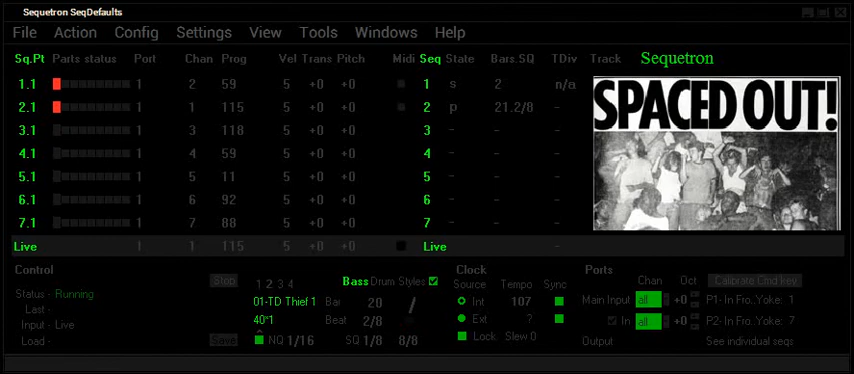 Sequetron SeqDefaults
File Action Config Settings View Tools Windows Help
Sq.Pt Parts status Port Chan Prog Vel Trans Pitch Midi Seq State Bars.SQ TDiv Track Sequetron
1.1 1 2 59 5 +0 +0 1 s 2 n/a
2.1 1 1 115 5 +0 +0 2 p 21.2/8 -
3.1 1 3 118 5 +0 +0 3 - - -
4.1 1 4 59 5 +0 +0 4 - - -
5.1 1 5 11 5 +0 +0 5 - - -
6.1 1 6 92 5 +0 +0 6 - - -
7.1 1 7 88 5 +0 +0 7 - - -
SPACED OUT!
Live 1 1 115 5 +0 +0 Live -
Control Clock Ports
Stop 1 2 3 4 Bass Drum Styles Source Tempo Sync Chan Oct Calibrate Cmd key
Status - Running 01-TD Thief 1 Bar 20 / Int 107 Main Input all +0 P1- In Fro..Yoke: 1
Last -
Input - Live 40*1 Beat 2/8 Ext ? In all +0 P2- In Fro..Yoke: 7
Load - Save NQ 1/16 SQ 1/8 8/8 Lock Slew 0 Output See individual seqs